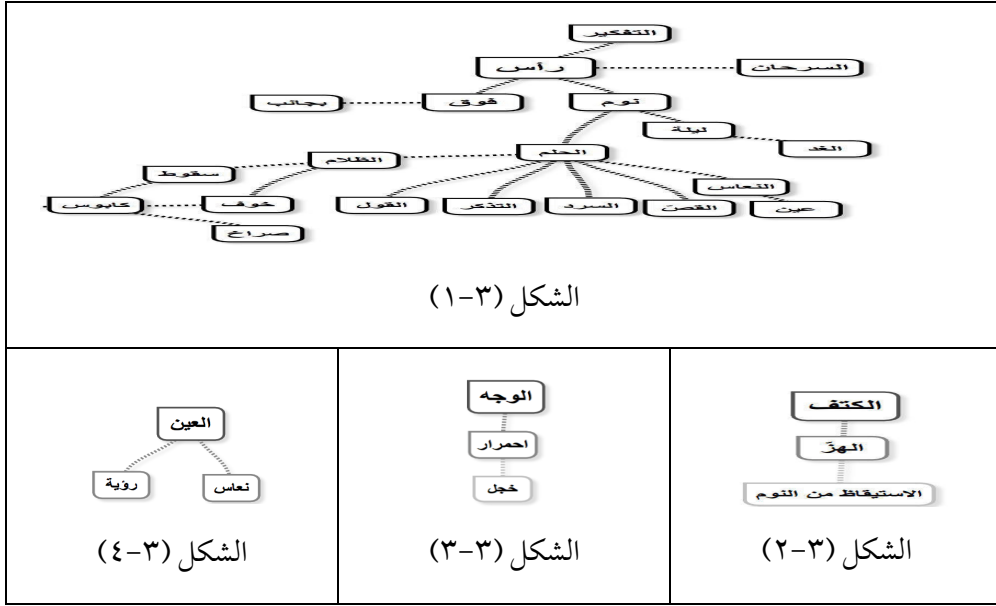 التفكير
رأس
السرحان
نوم
فوق
بجانب
ليلة
الغد
الحلم
الظلام
سقوط
النعاس
عين
القصّ
السرد
التذكر
القول
خوف
كابوس
صراخ
الشكل (٣-١)
الكتف
الهزّ
الاستيقاظ من النوم
الشكل (٣-٢)
الوجه
احمرار
خجل
الشكل (٣-٣)
العين
نعاس
رؤية
الشكل (٣-٤)